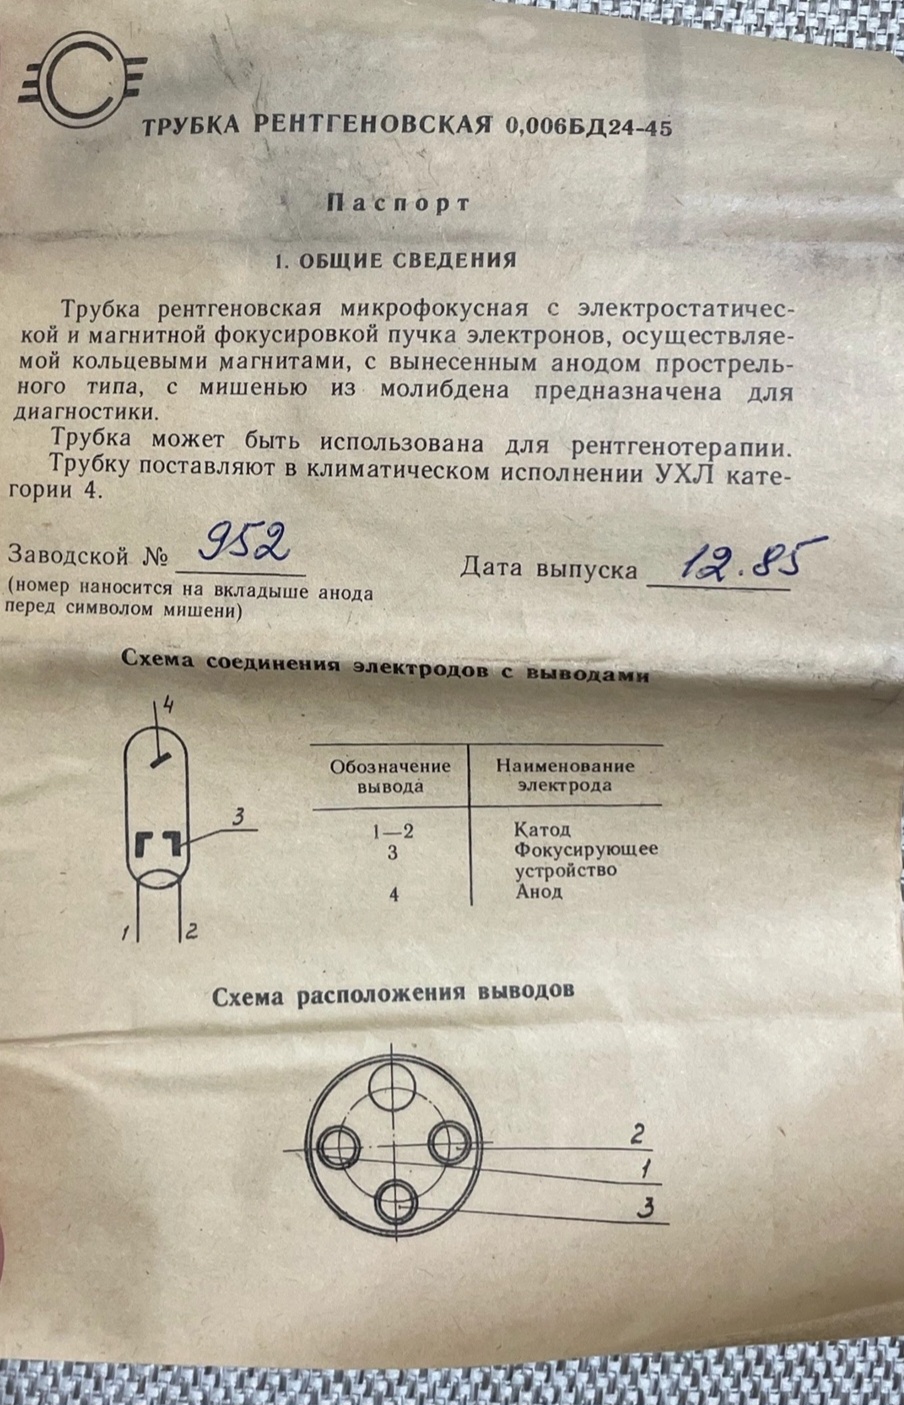 ТРУБКА РЕНТГЕНОВСКАЯ 0,006БД24-45
Паспорт
1. ОБЩИЕ СВЕДЕНИЯ
Трубка рентгеновская микрофокусная с электростатичес-
кой и магнитной фокусировкой пучка электронов, осуществляе-
мой кольцевыми магнитами, с вынесенным анодом прострель-
ного типа, с мишенью из молибдена предназначена для
диагностики.
Трубка может быть использована для рентгенотерапии.
Трубку поставляют в климатическом исполнении УХЛ кате-
гории 4.
Заводской № 952
(номер наносится на вкладыше анода
перед символом мишени)
Дата выпуска 12.85
Схема соединения электродов с выводами
4
3
1 2
Обозначение вывода
Наименование электрода
1—2 Катод
3 Фокусирующее
устройство
4 Анод
Схема расположения выводов
2
1
3